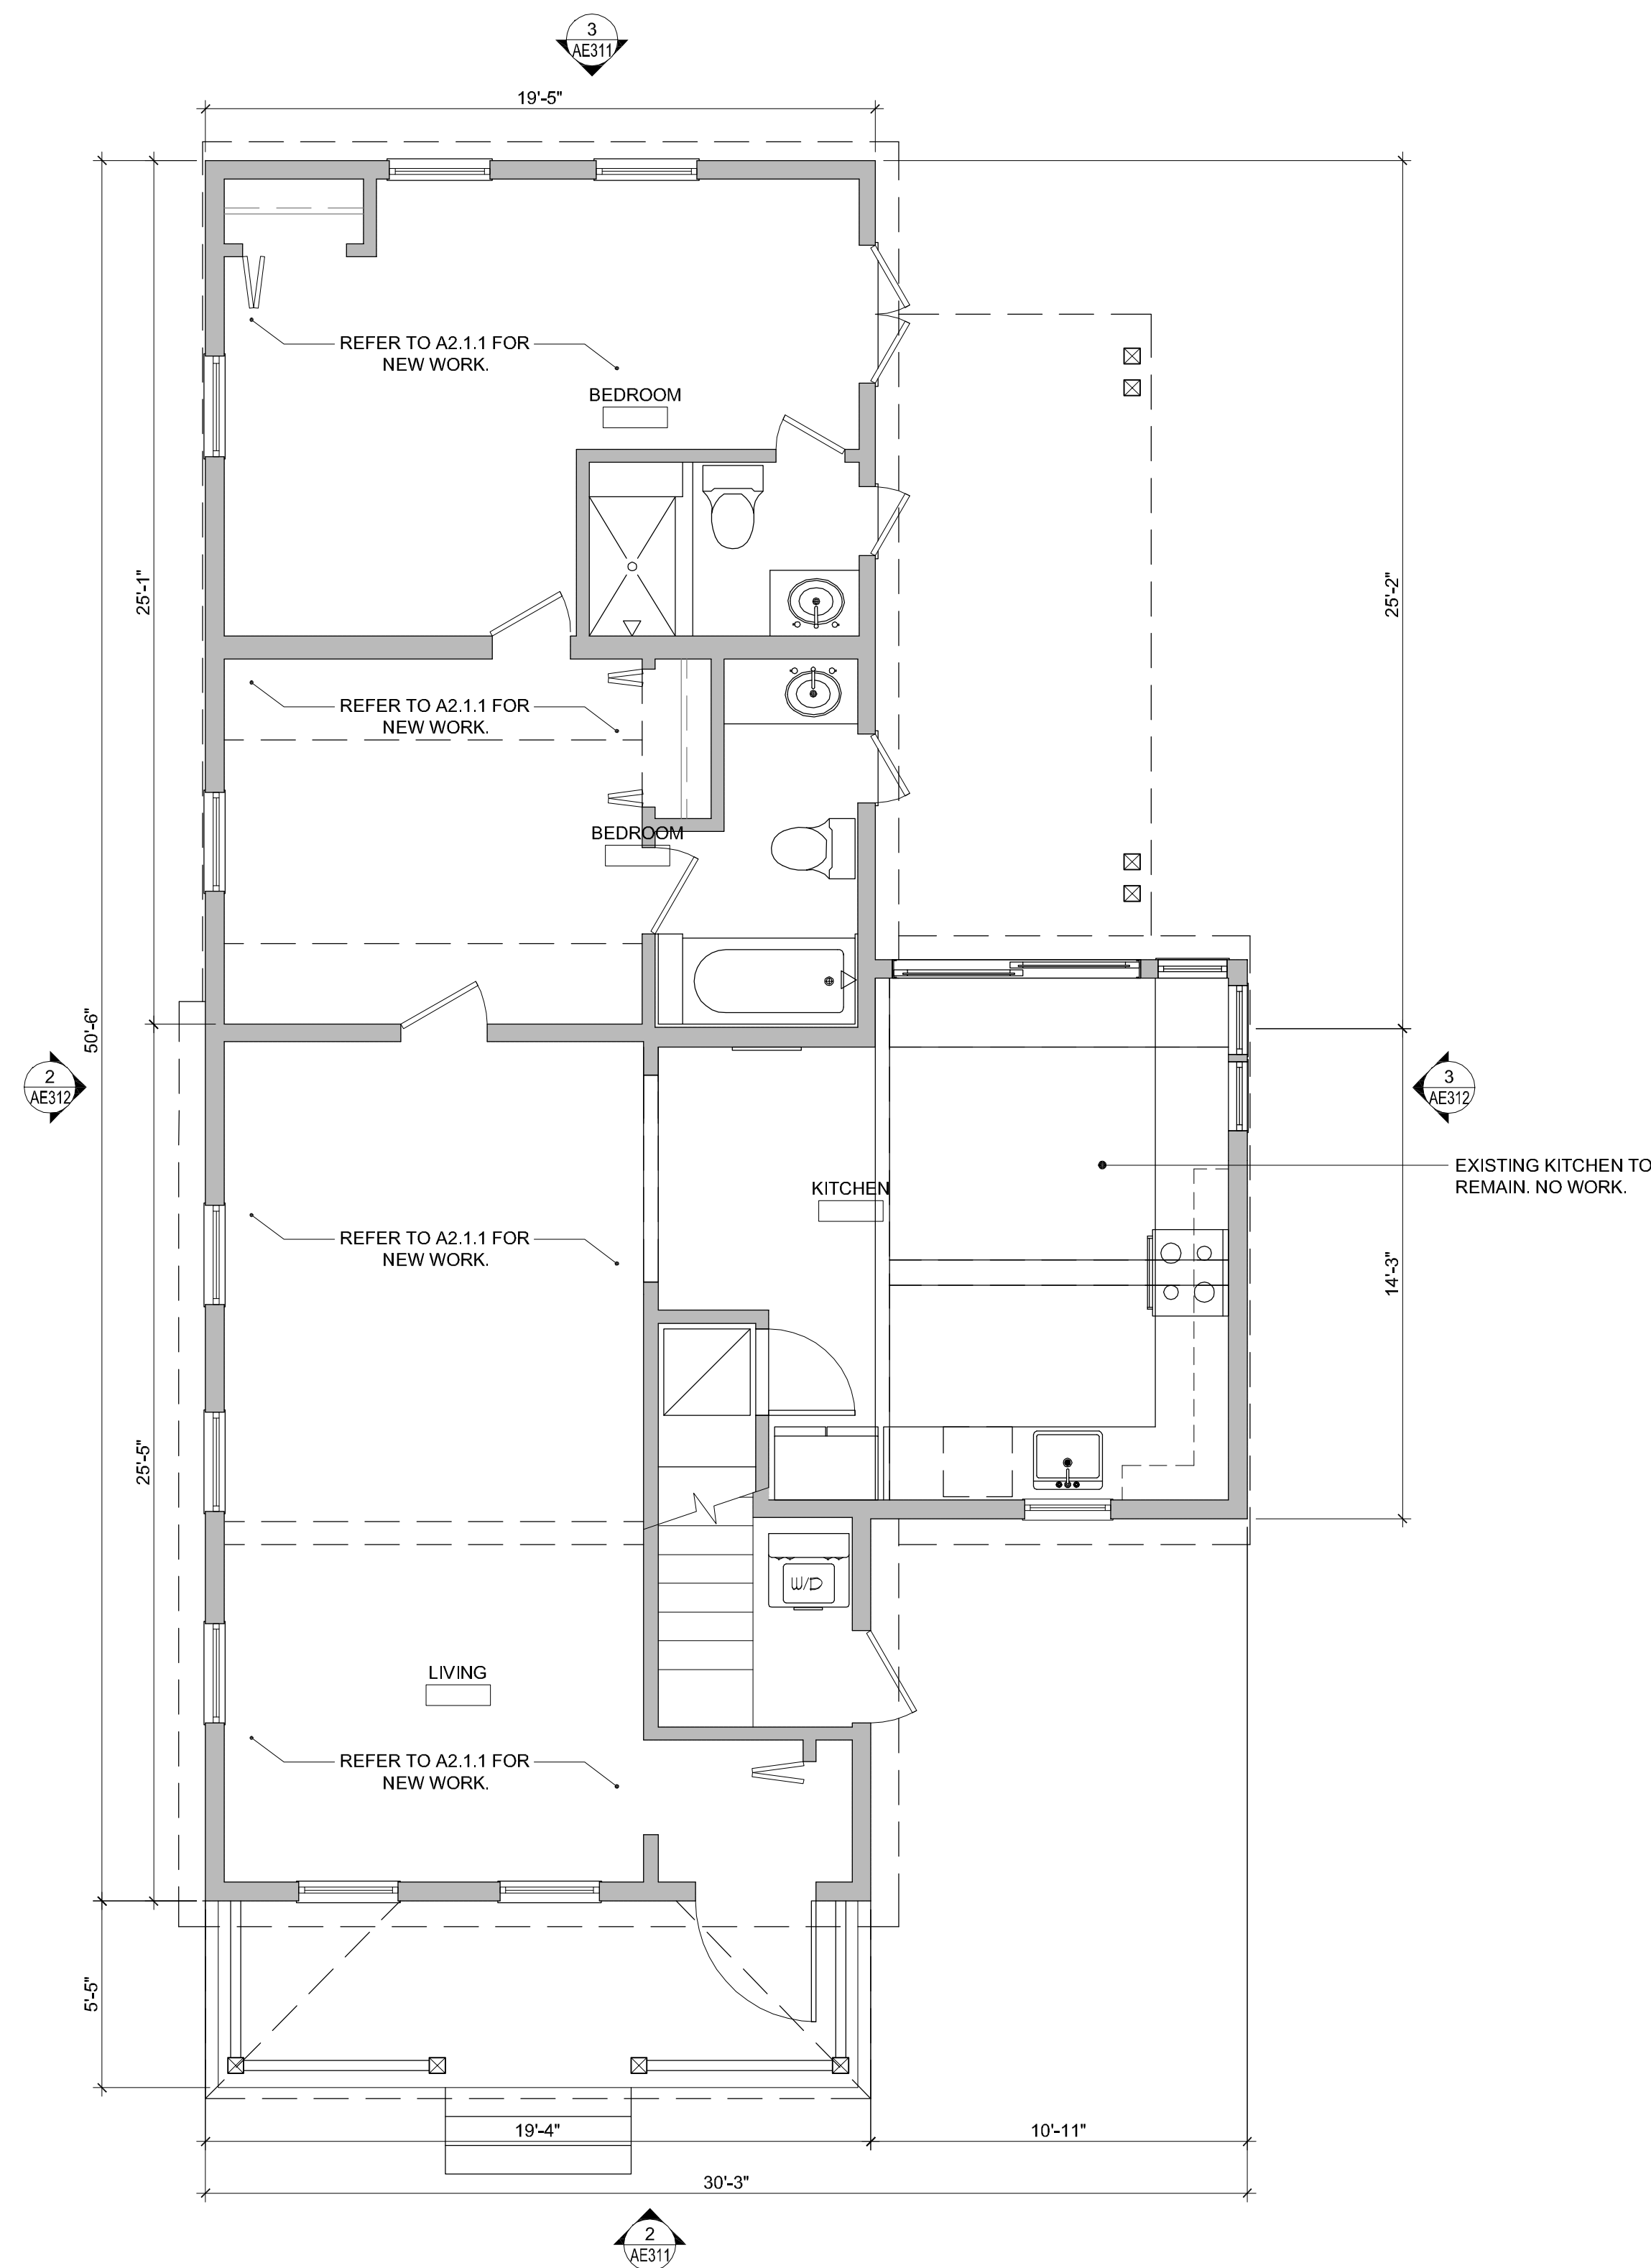 3
AE311
19'-5"
REFER TO A2.1.1 FOR
NEW WORK.
BEDROOM
25'-1"
25'-2"
REFER TO A2.1.1 FOR
NEW WORK.
BEDROOM
50'-6"
2
AE312
3
AE312
EXISTING KITCHEN TO
REMAIN. NO WORK.
KITCHEN
REFER TO A2.1.1 FOR
NEW WORK.
14'-3"
25'-5"
W/D
LIVING
REFER TO A2.1.1 FOR
NEW WORK.
5'-5"
19'-4"
10'-11"
30'-3"
2
AE311